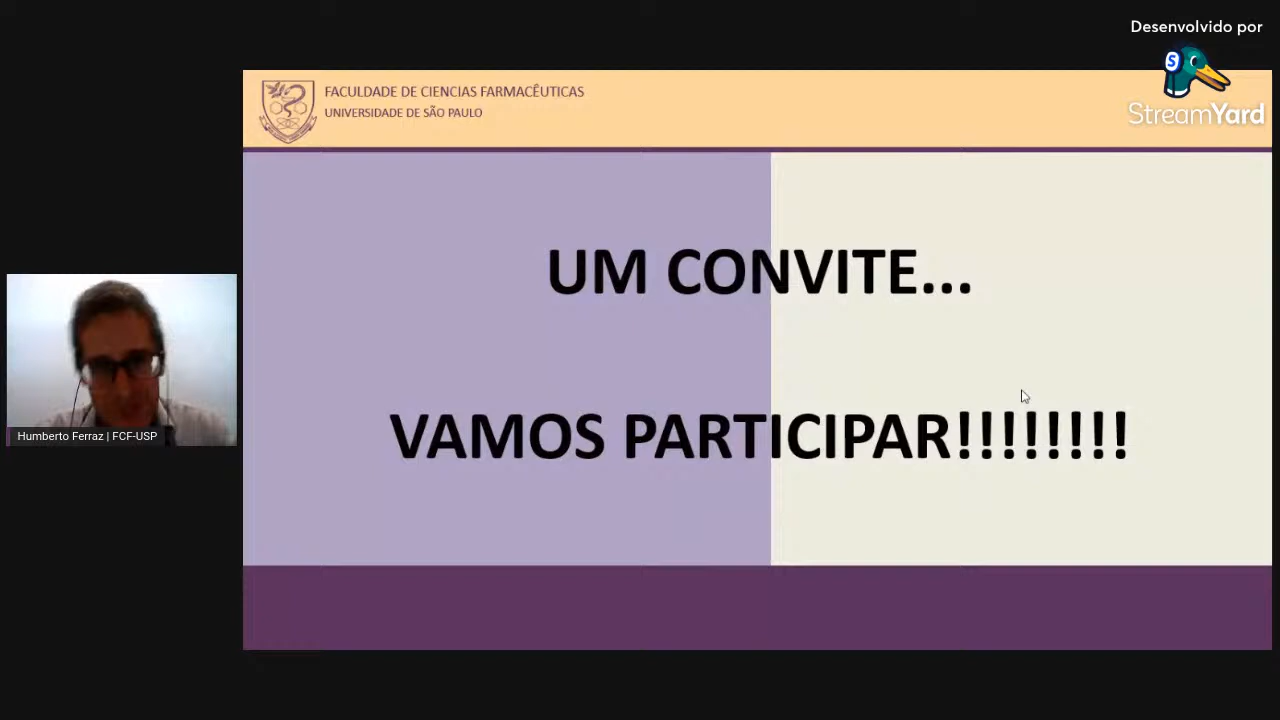 Desenvolvido por
StreamYard
FACULDADE DE CIENCIAS FARMACÊUTICAS
UNIVERSIDADE DE SÃO PAULO
UM CONVITE...
VAMOS PARTICIPAR!!!!!!!!
Humberto Ferraz | FCF-USP